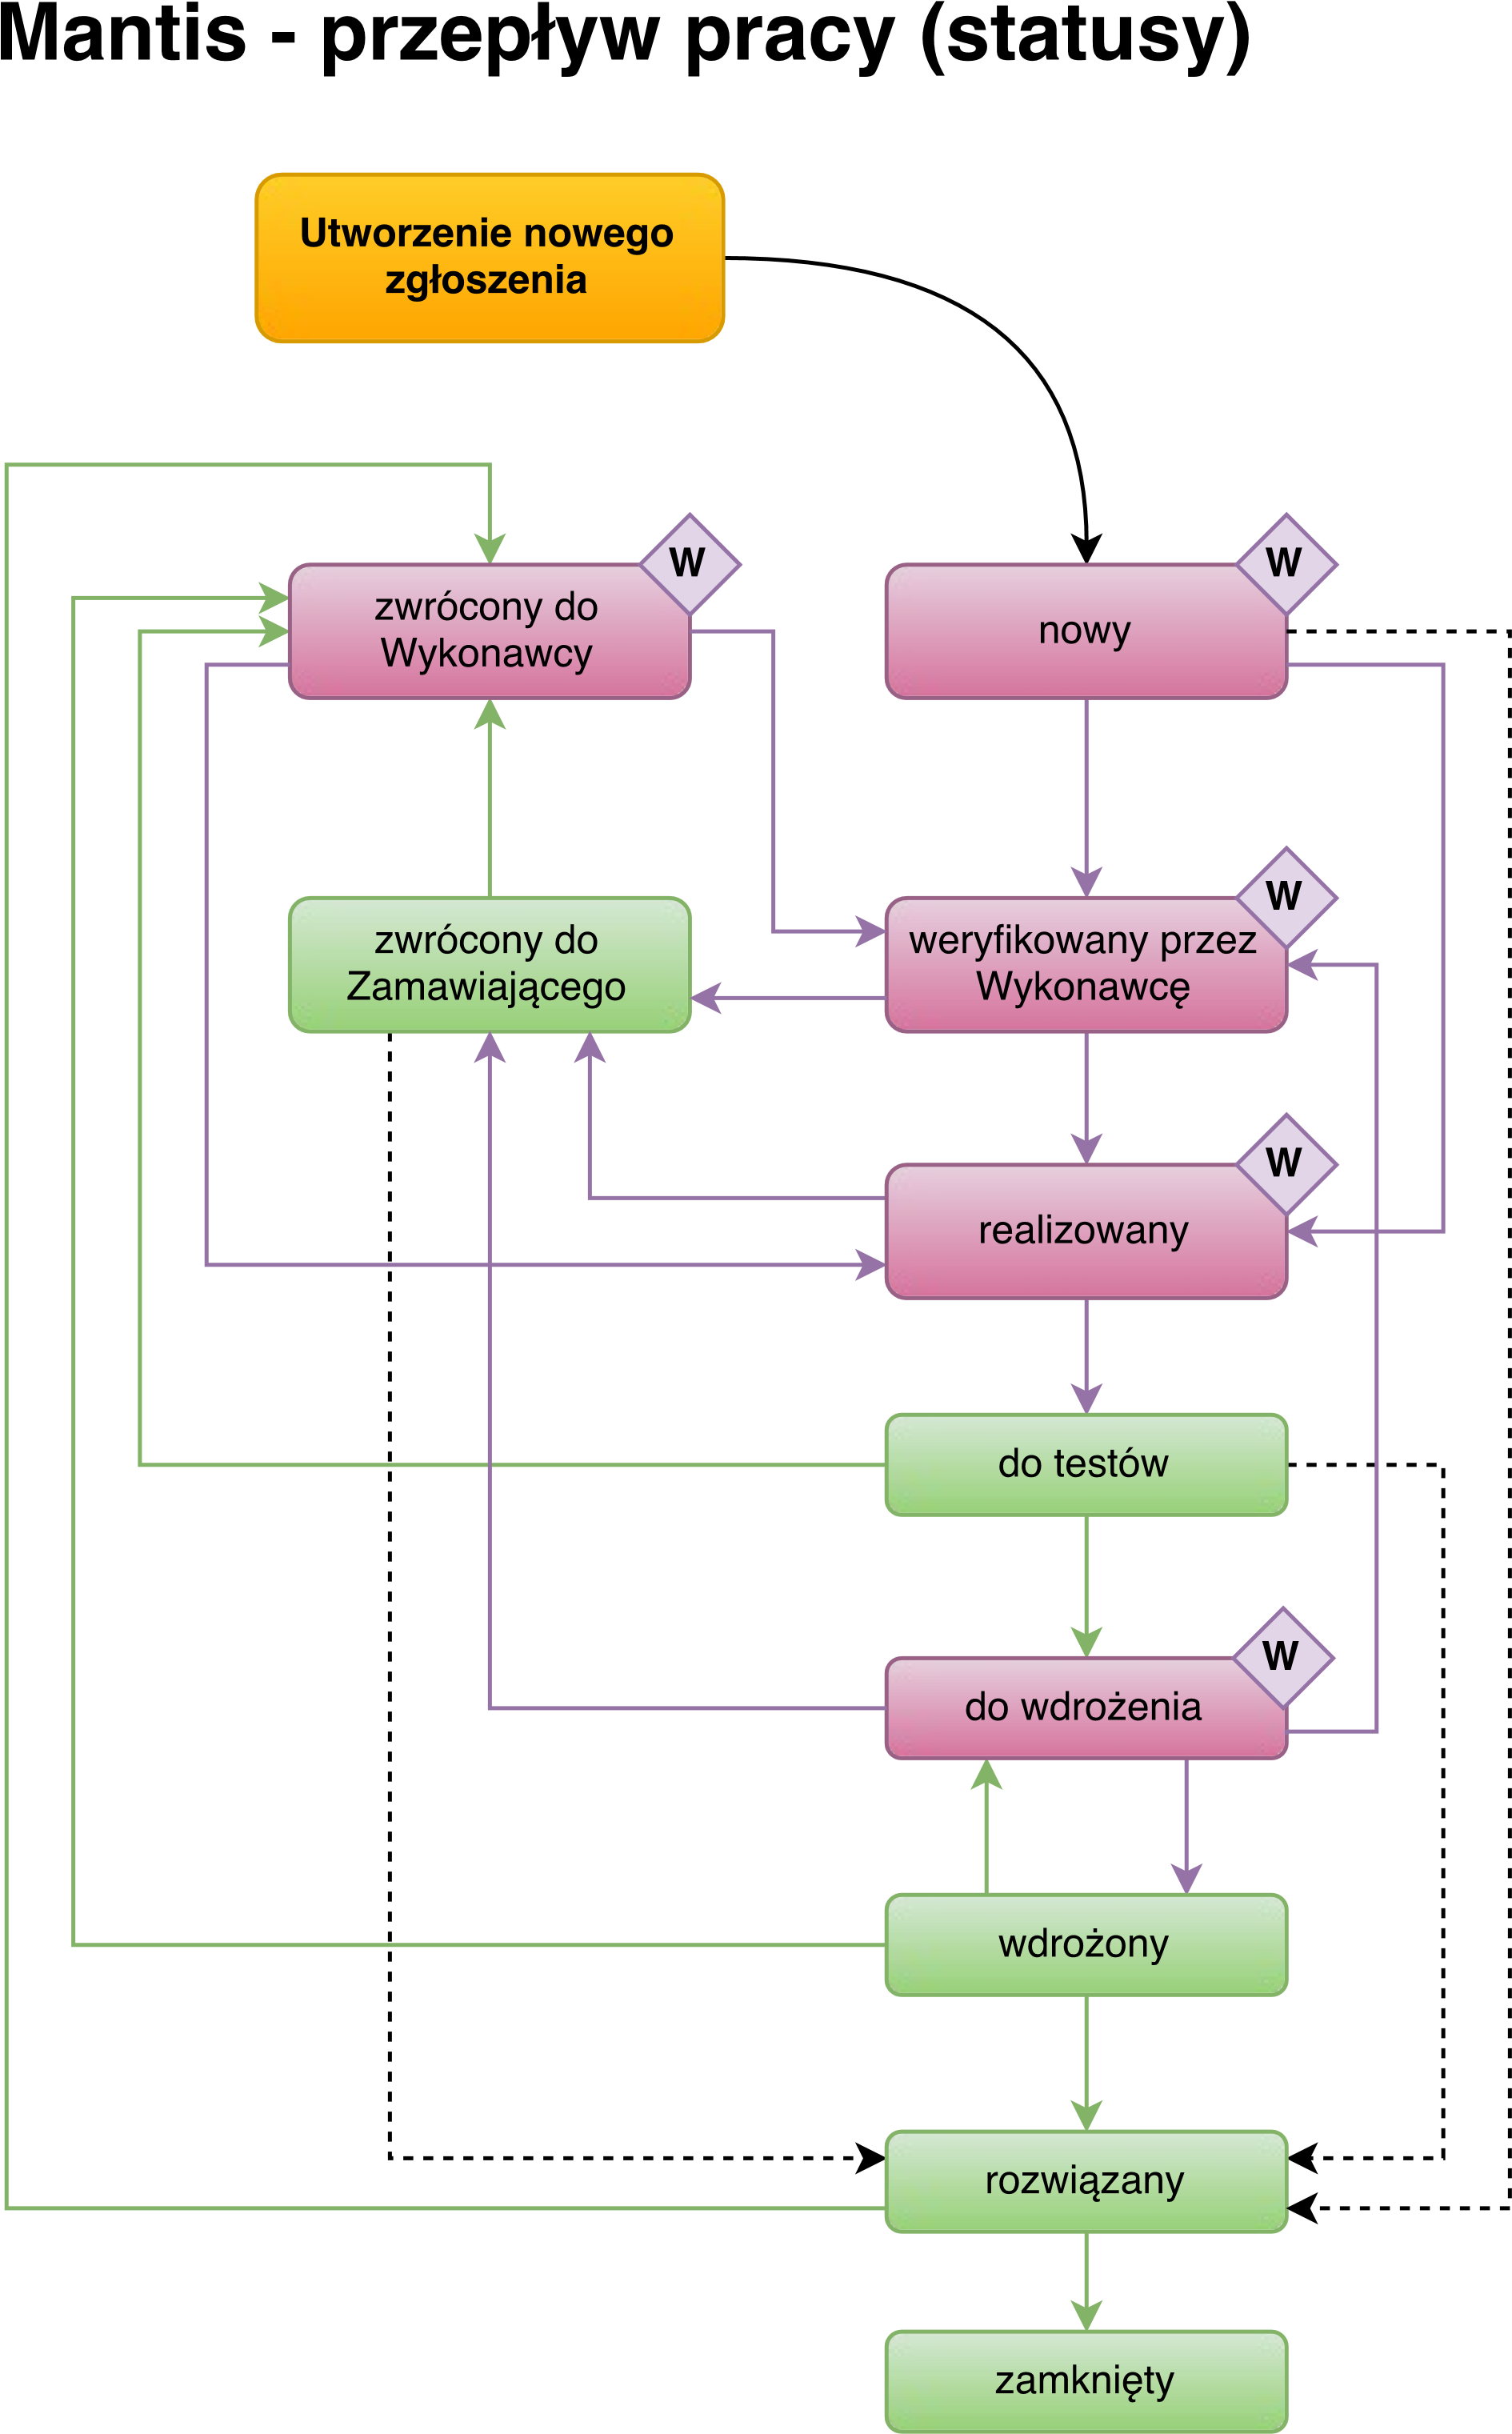 Mantis - przepływ pracy (statusy)
Utworzenie nowego
zgłoszenia
W
W
zwrócony do
Wykonawcy
nowy
W
zwrócony do
Zamawiającego
weryfikowany przez
Wykonawcę
W
realizowany
do testów
W
do wdrożenia
wdrożony
rozwiązany
zamknięty